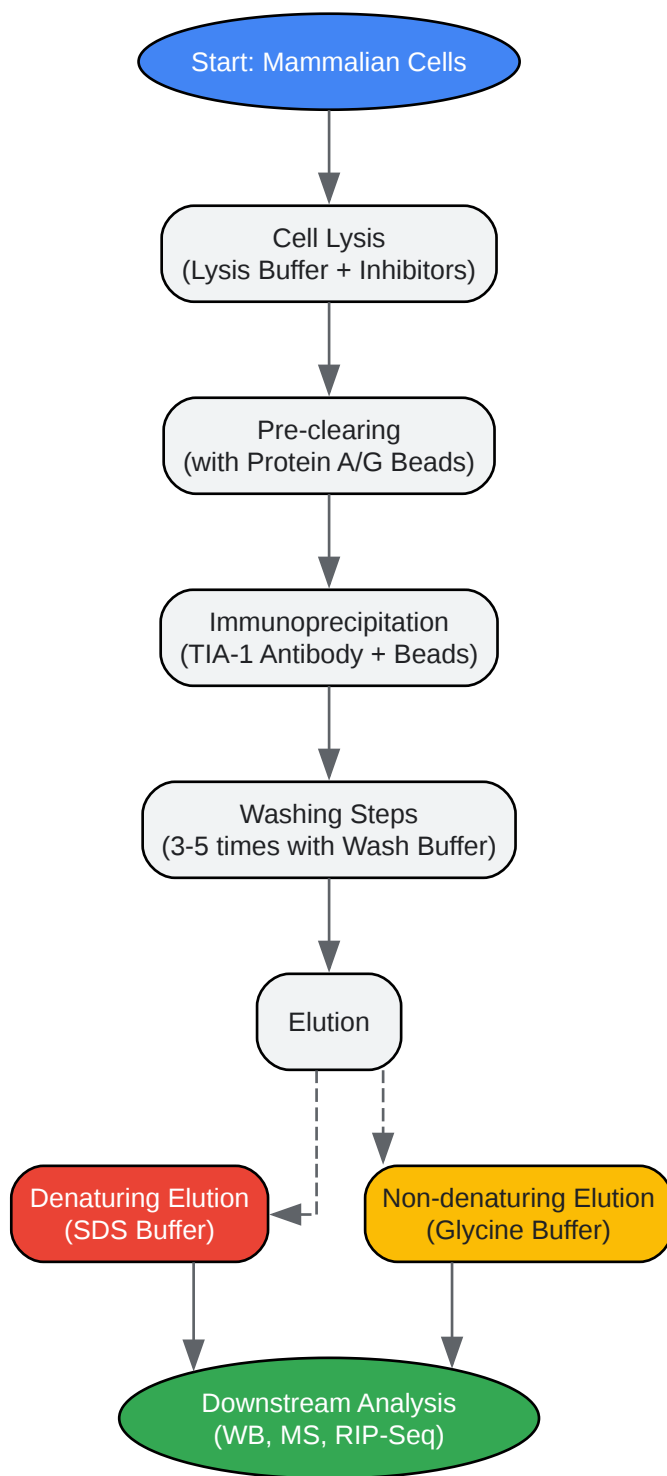 Start: Mammalian Cells
Cell Lysis
(Lysis Buffer + Inhibitors)
Pre-clearing
(with Protein A/G Beads)
Immunoprecipitation
(TIA-1 Antibody + Beads)
Washing Steps
(3-5 times with Wash Buffer)
Elution
Denaturing Elution
(SDS Buffer)
Non-denaturing Elution
(Glycine Buffer)
Downstream Analysis
(WB, MS, RIP-Seq)